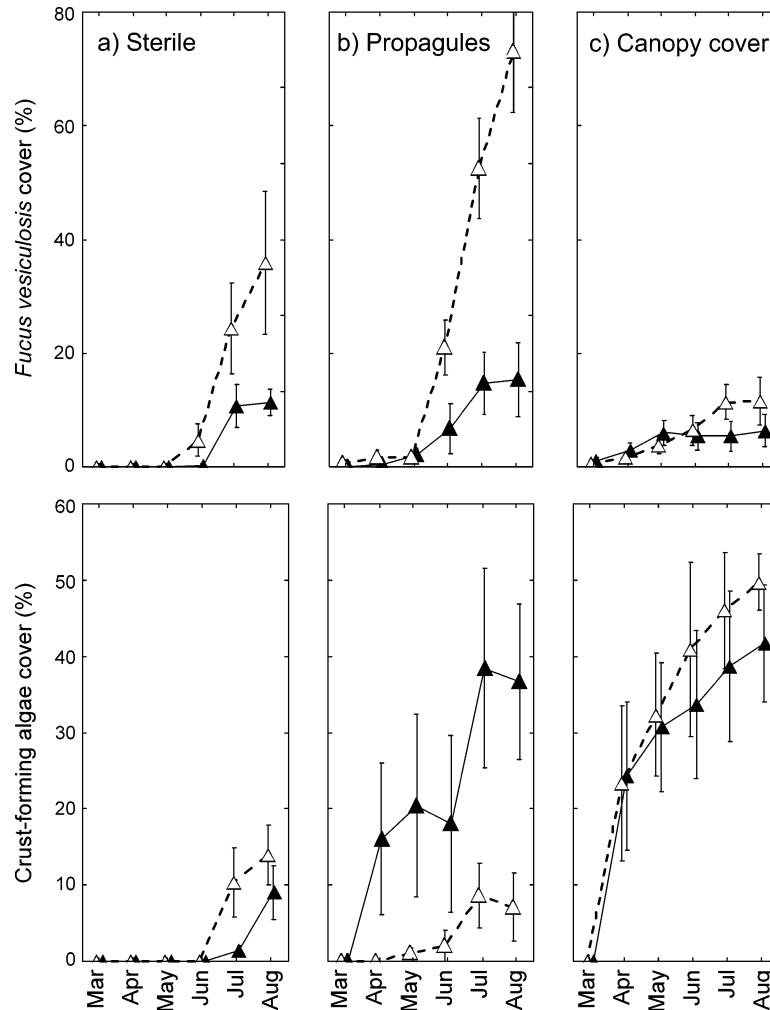 a) Sterile
b) Propagules
c) Canopy cover
Fucus vesiculosis cover (%)
80
60
40
20
0
Crust-forming algae cover (%)
60
50
40
30
20
10
0
Mar Apr May Jun Jul Aug
Mar Apr May Jun Jul Aug
Mar Apr May Jun Jul Aug